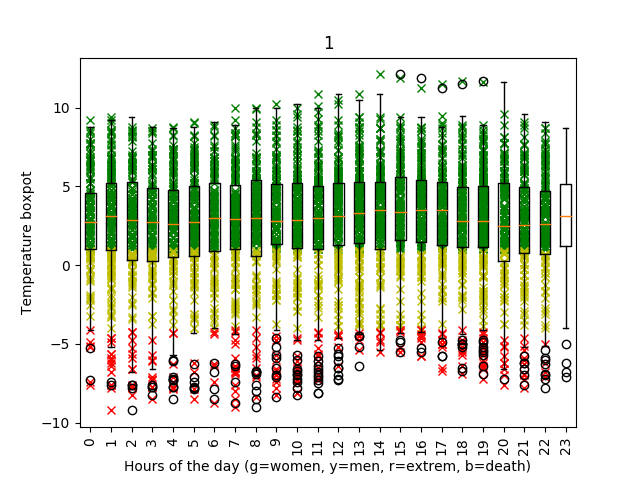 1
Temperature boxpot
10
5
0
−5
−10
0 1 2 3 4 5 6 7 8 9 10 11 12 13 14 15 16 17 18 19 20 21 22 23
Hours of the day (g=women, y=men, r=extrem, b=death)